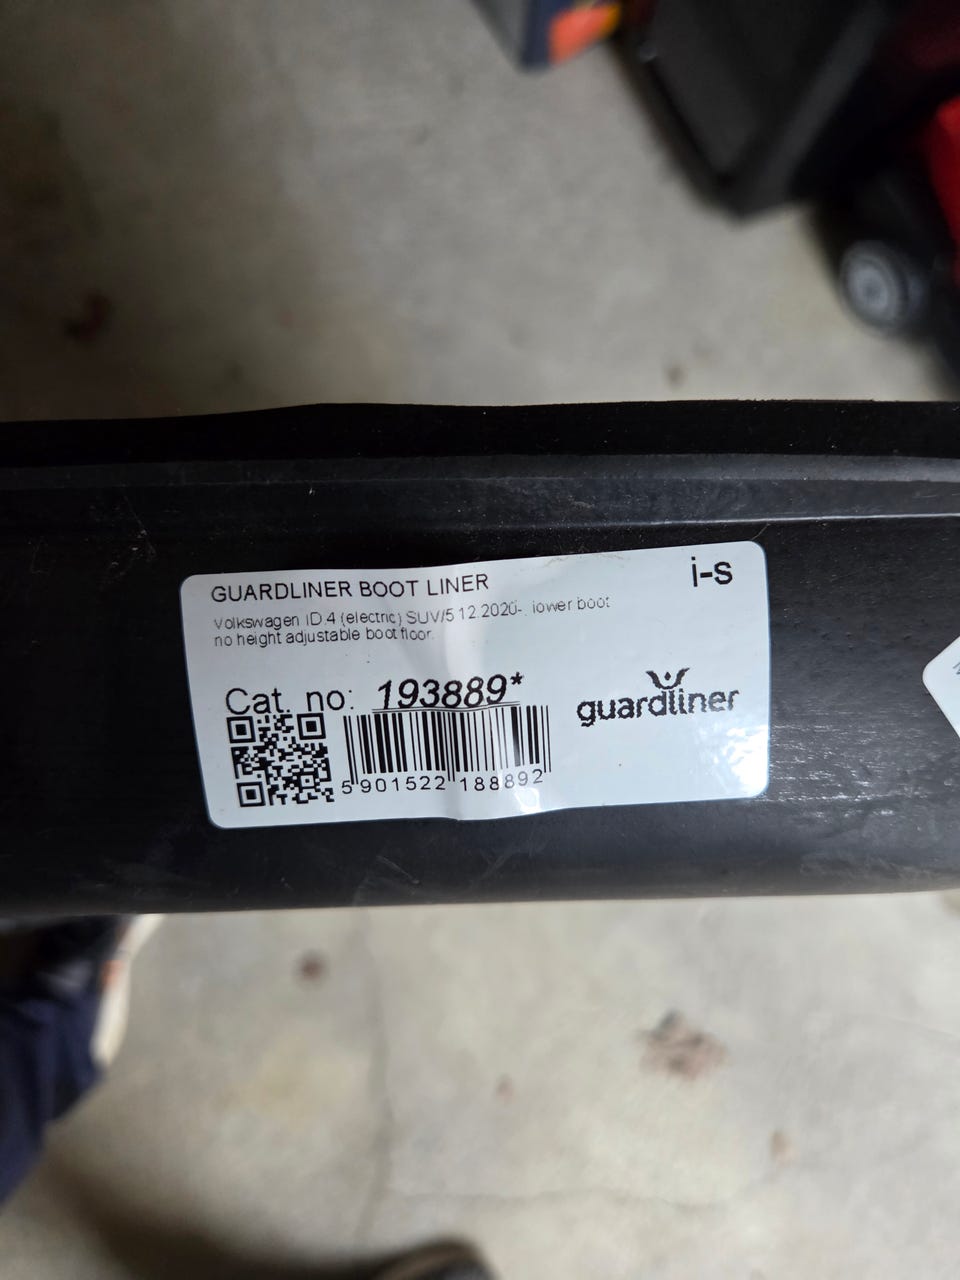 GUARDLINER BOOT LINER
i-s
Volkswagen ID.4 (electric) SUV/5 12.2020-. lower boot
no height adjustable boot floor.
Cat. no: 193889*
guardliner
5 901522 188892